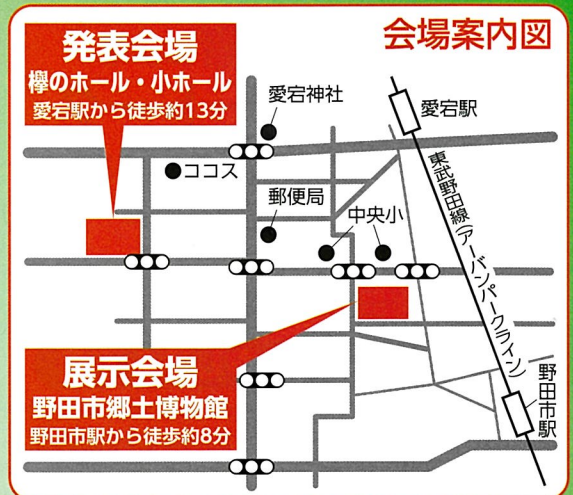 会場案内図
発表会場
欅のホール・小ホール
愛宕駅から徒歩約13分
愛宕神社
愛宕駅
ココス
東武野田線(アーバンパークライン)
郵便局
中央小
展示会場
野田市郷土博物館
野田市駅から徒歩約8分
野田市駅